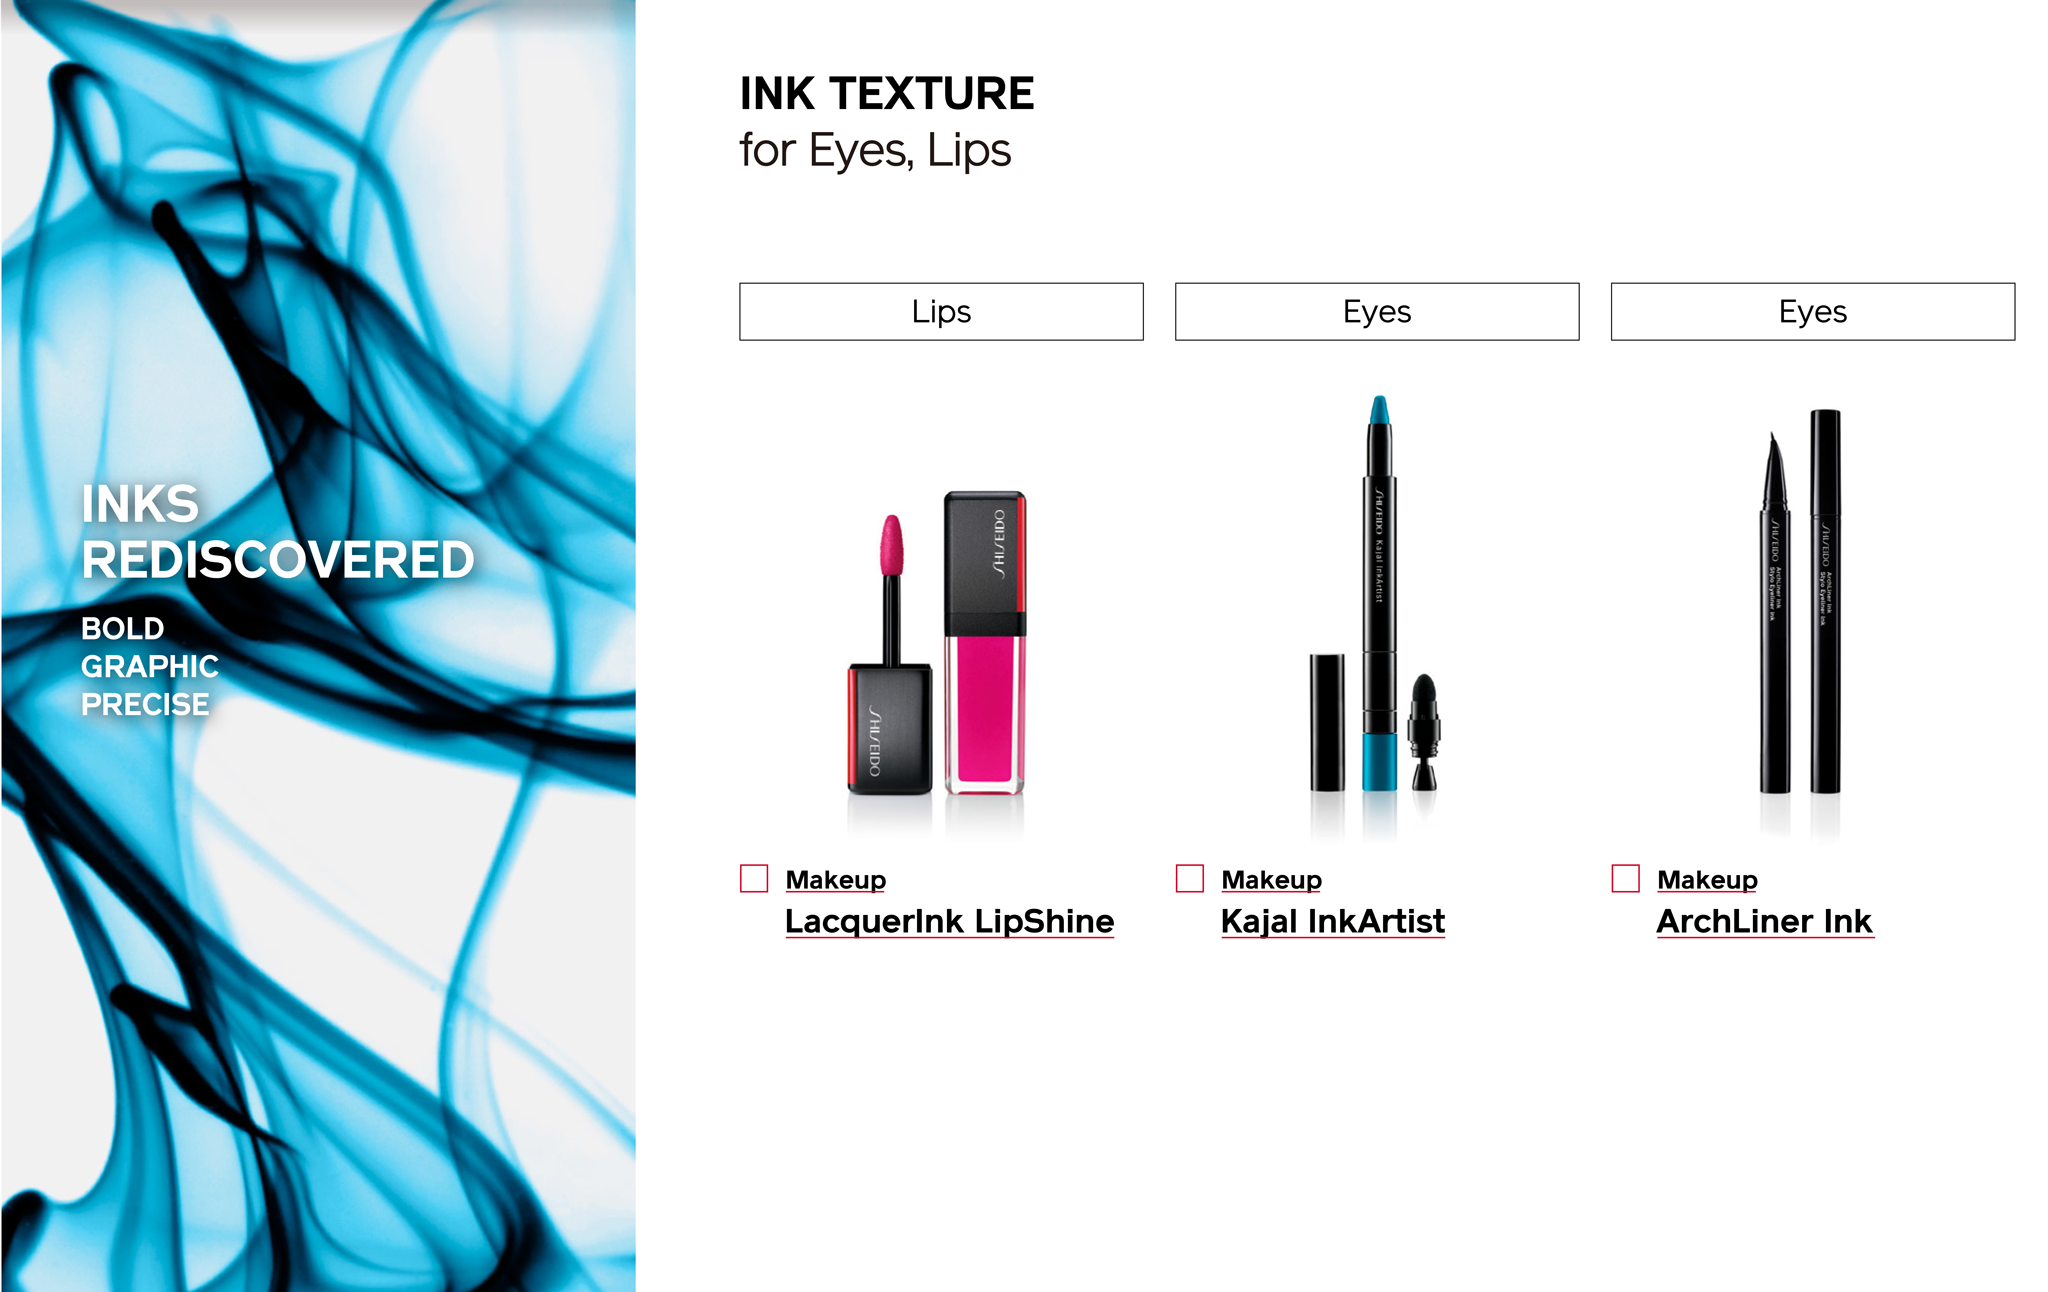 INKS
REDISCOVERED
BOLD
GRAPHIC
PRECISE
INK TEXTURE
for Eyes, Lips
Lips
Eyes
Eyes
SHISEIDO
SHISEIDO
SHISEIDO Kajal InkArtist
SHISEIDO ArchLiner Ink
Stylo Eyeliner Ink
SHISEIDO ArchLiner Ink
Stylo Eyeliner Ink
Makeup
LacquerInk LipShine
Makeup
Kajal InkArtist
Makeup
ArchLiner Ink